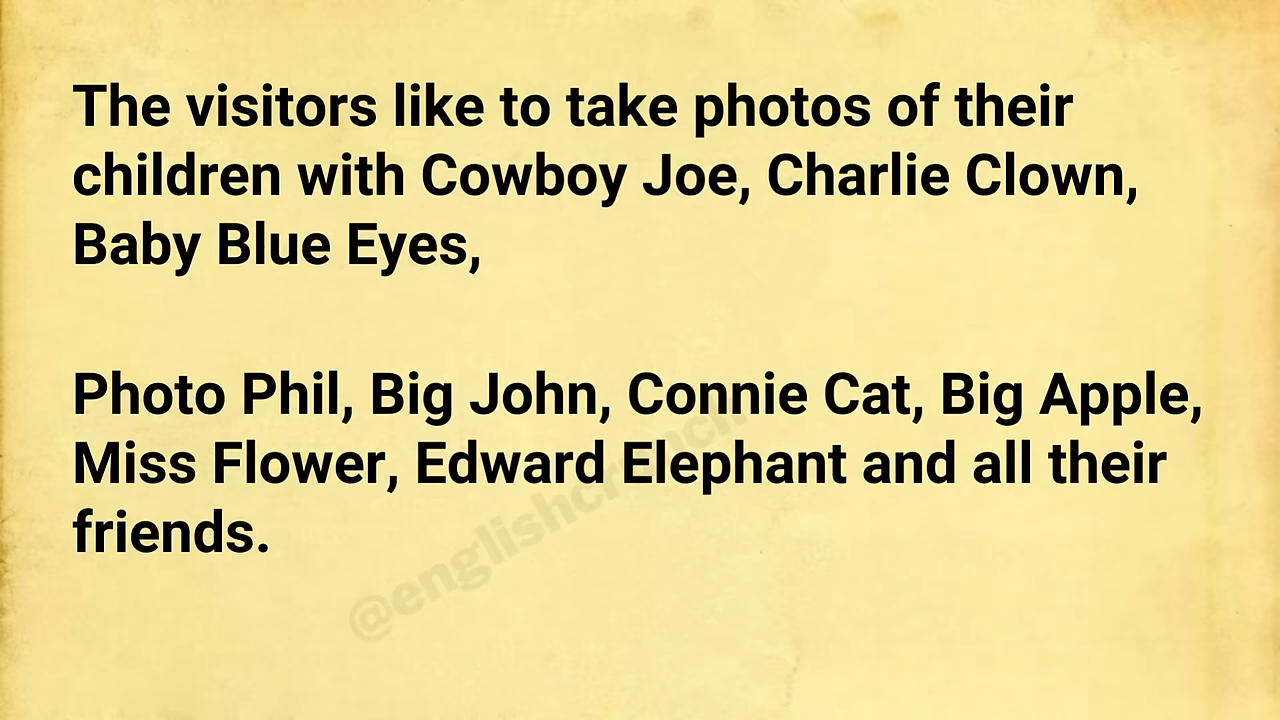 The visitors like to take photos of their
children with Cowboy Joe, Charlie Clown,
Baby Blue Eyes,
Photo Phil, Big John, Connie Cat, Big Apple,
Miss Flower, Edward Elephant and all their
friends.